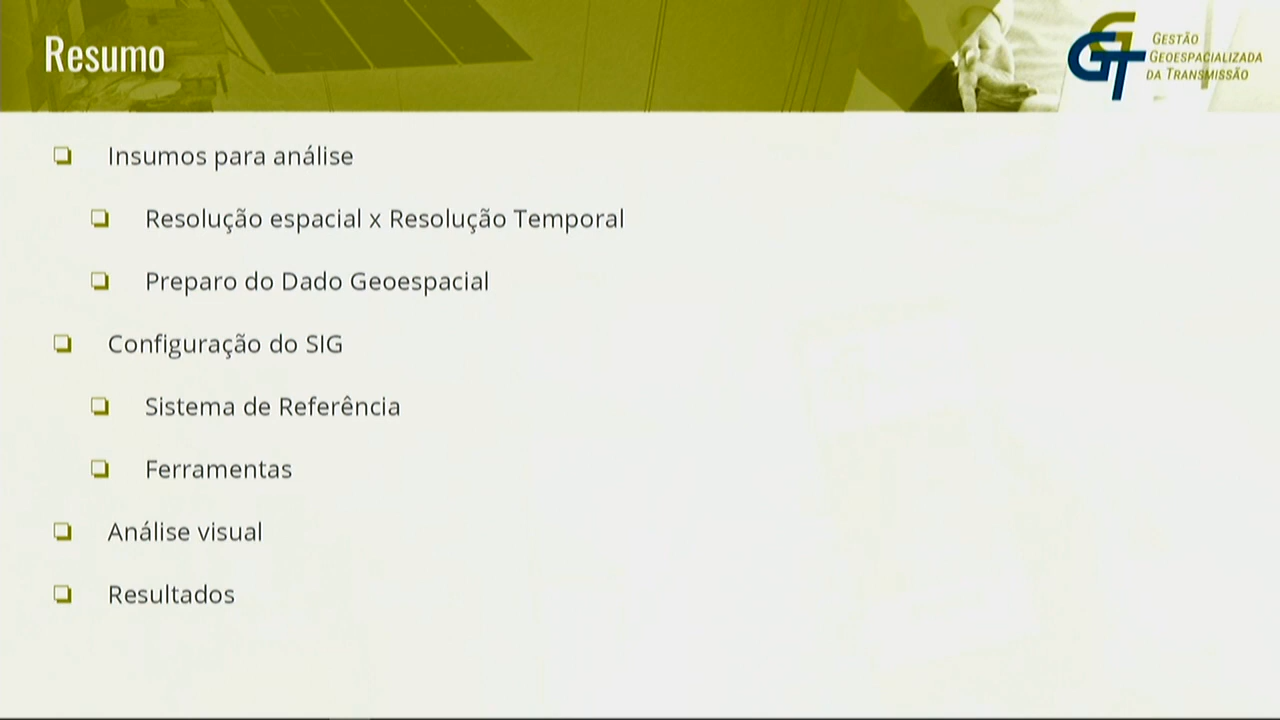 Resumo
GESTÃO
GEOESPACIALIZADA
DA TRANSMISSÃO
Insumos para análise
Resolução espacial x Resolução Temporal
Preparo do Dado Geoespacial
Configuração do SIG
Sistema de Referência
Ferramentas
Análise visual
Resultados